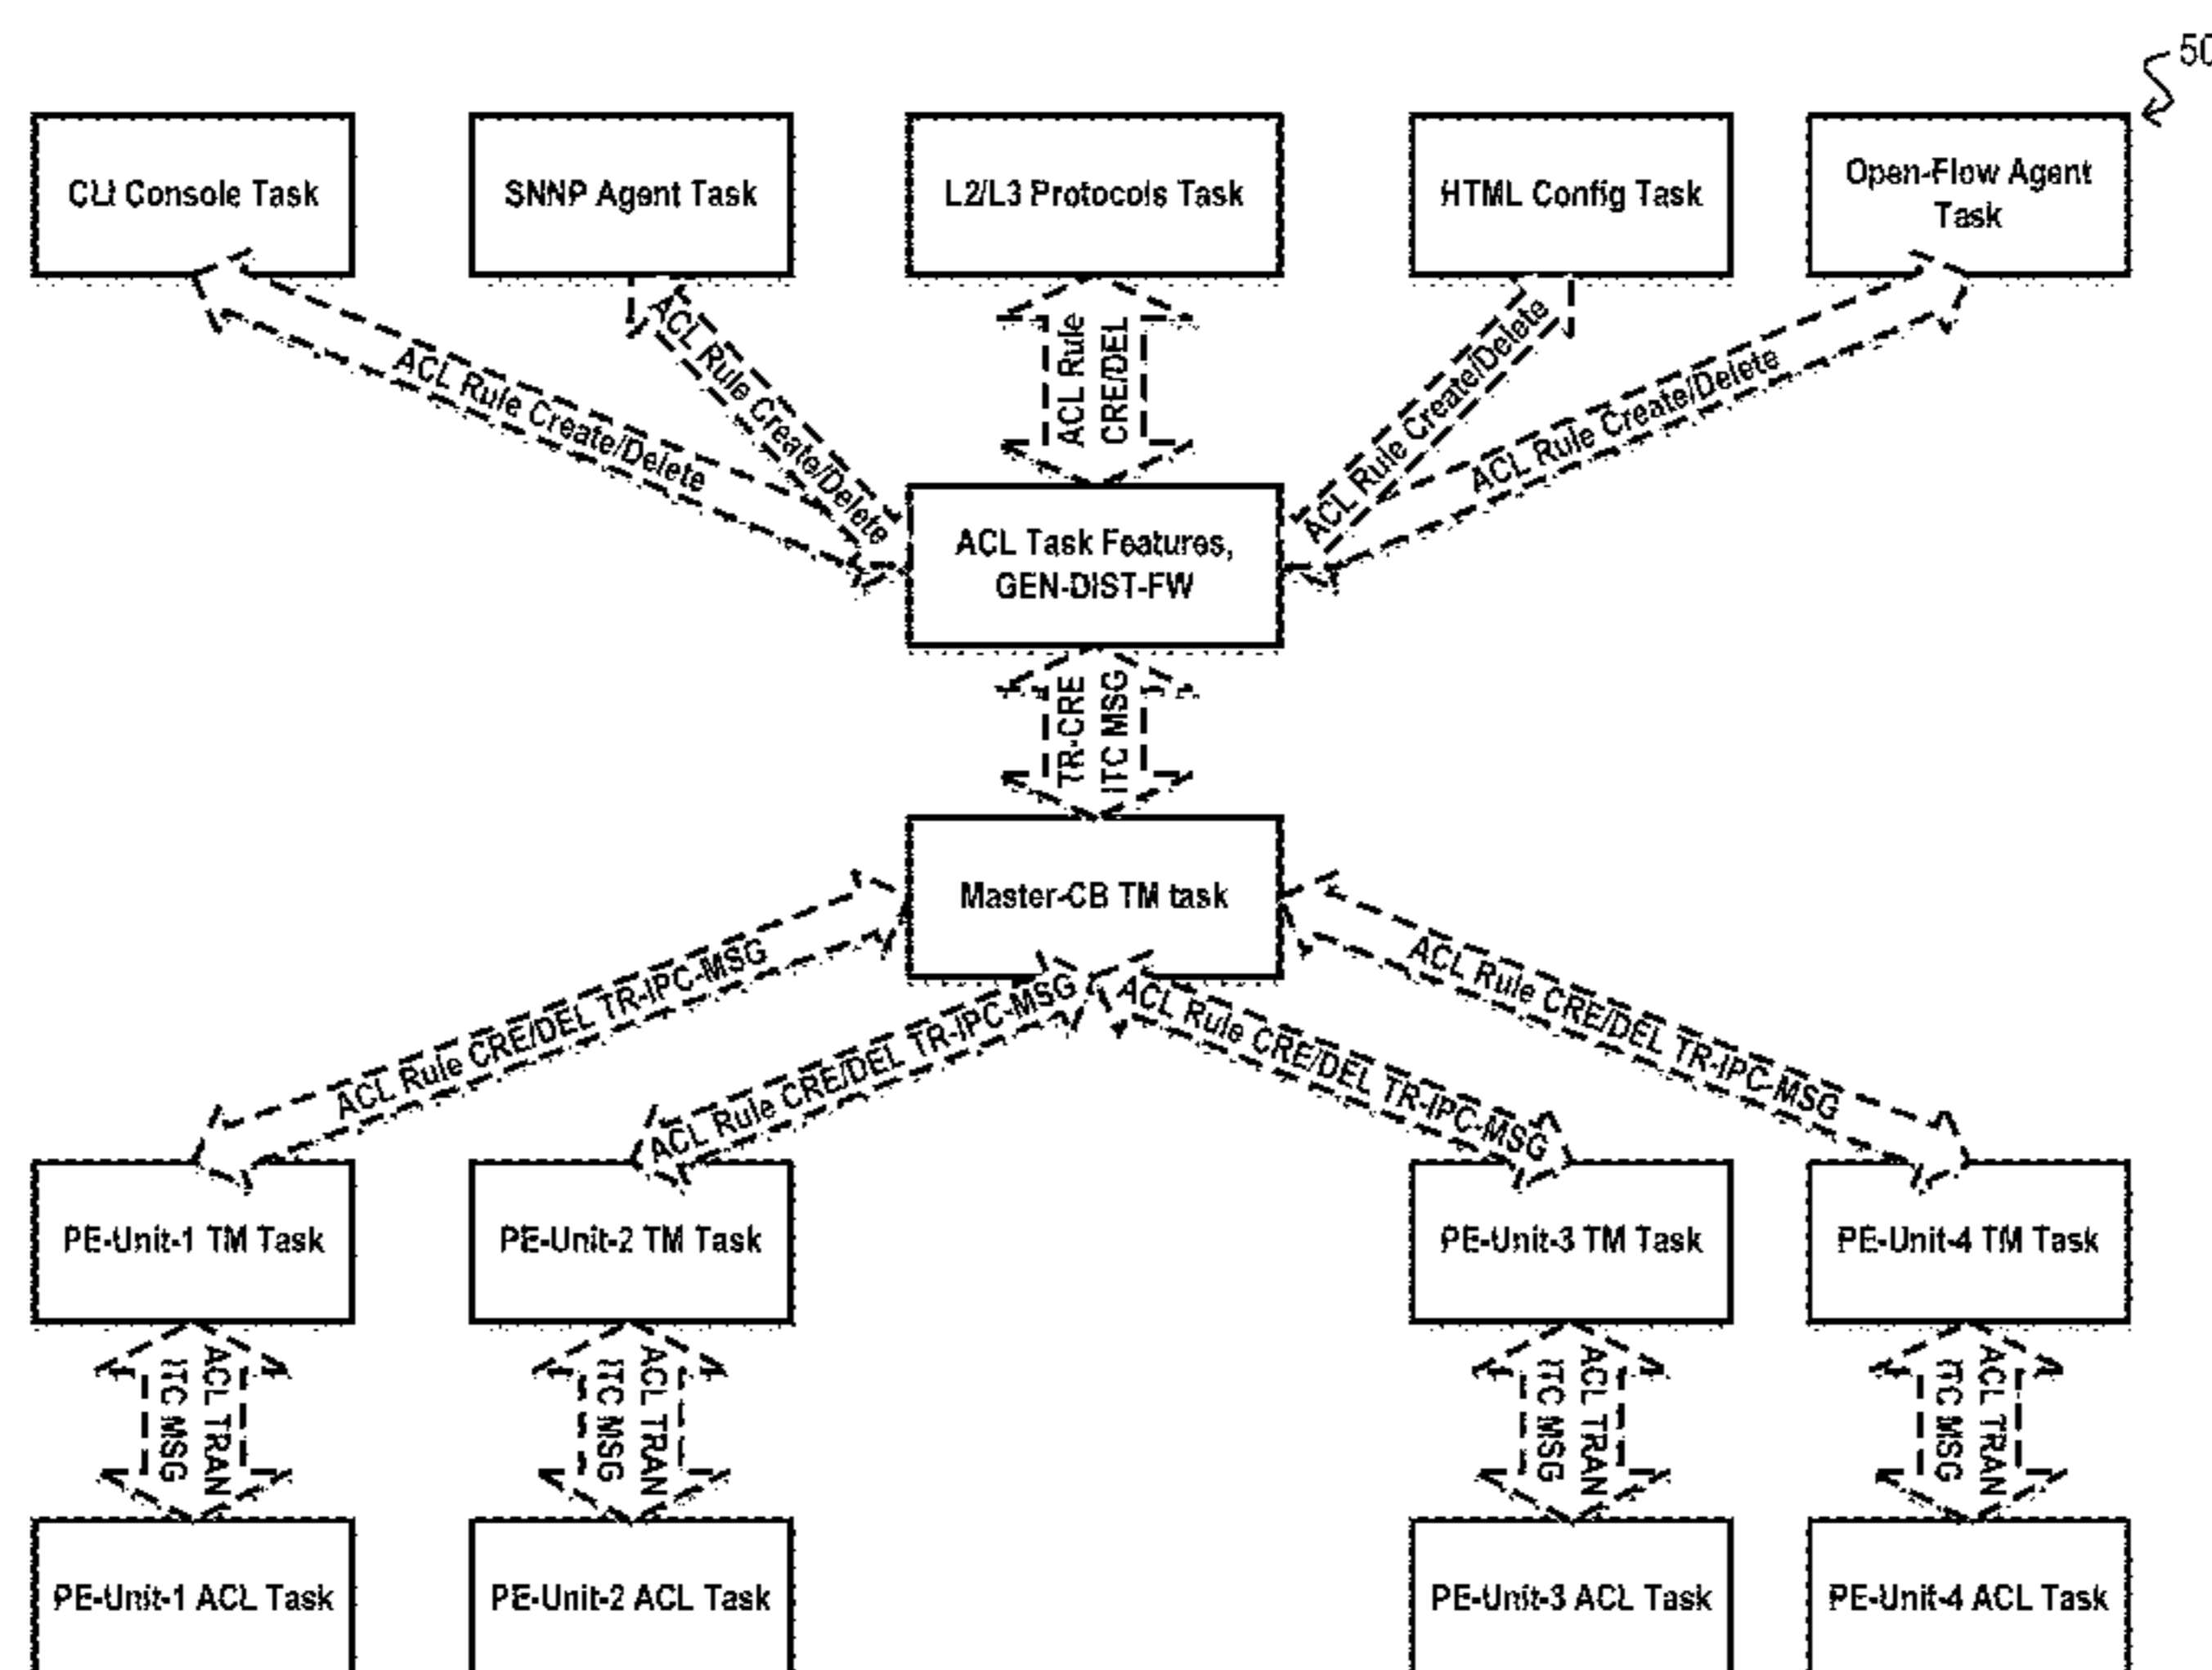 50
CLI Console Task
SNNP Agent Task
L2/L3 Protocols Task
HTML Config Task
Open-Flow Agent
Task
ACL Rule Create/Delete
ACL Rule Create/Delete
ACL Rule
CRE/DEL
ACL Rule Create/Delete
ACL Rule Create/Delete
ACL Task Features,
GEN-DIST-FW
TR-CRE
ITC MSG
Master-CB TM task
ACL Rule CRE/DEL TR-IPC-MSG
ACL Rule CRE/DEL TR-IPC-MSG
ACL Rule CRE/DEL TR-IPC-MSG
ACL Rule CRE/DEL TR-IPC-MSG
PE-Unit-1 TM Task
PE-Unit-2 TM Task
PE-Unit-3 TM Task
PE-Unit-4 TM Task
ACL TRAN
ITC MSG
ACL TRAN
ITC MSG
ACL TRAN
ITC MSG
ACL TRAN
ITC MSG
PE-Unit-1 ACL Task
PE-Unit-2 ACL Task
PE-Unit-3 ACL Task
PE-Unit-4 ACL Task